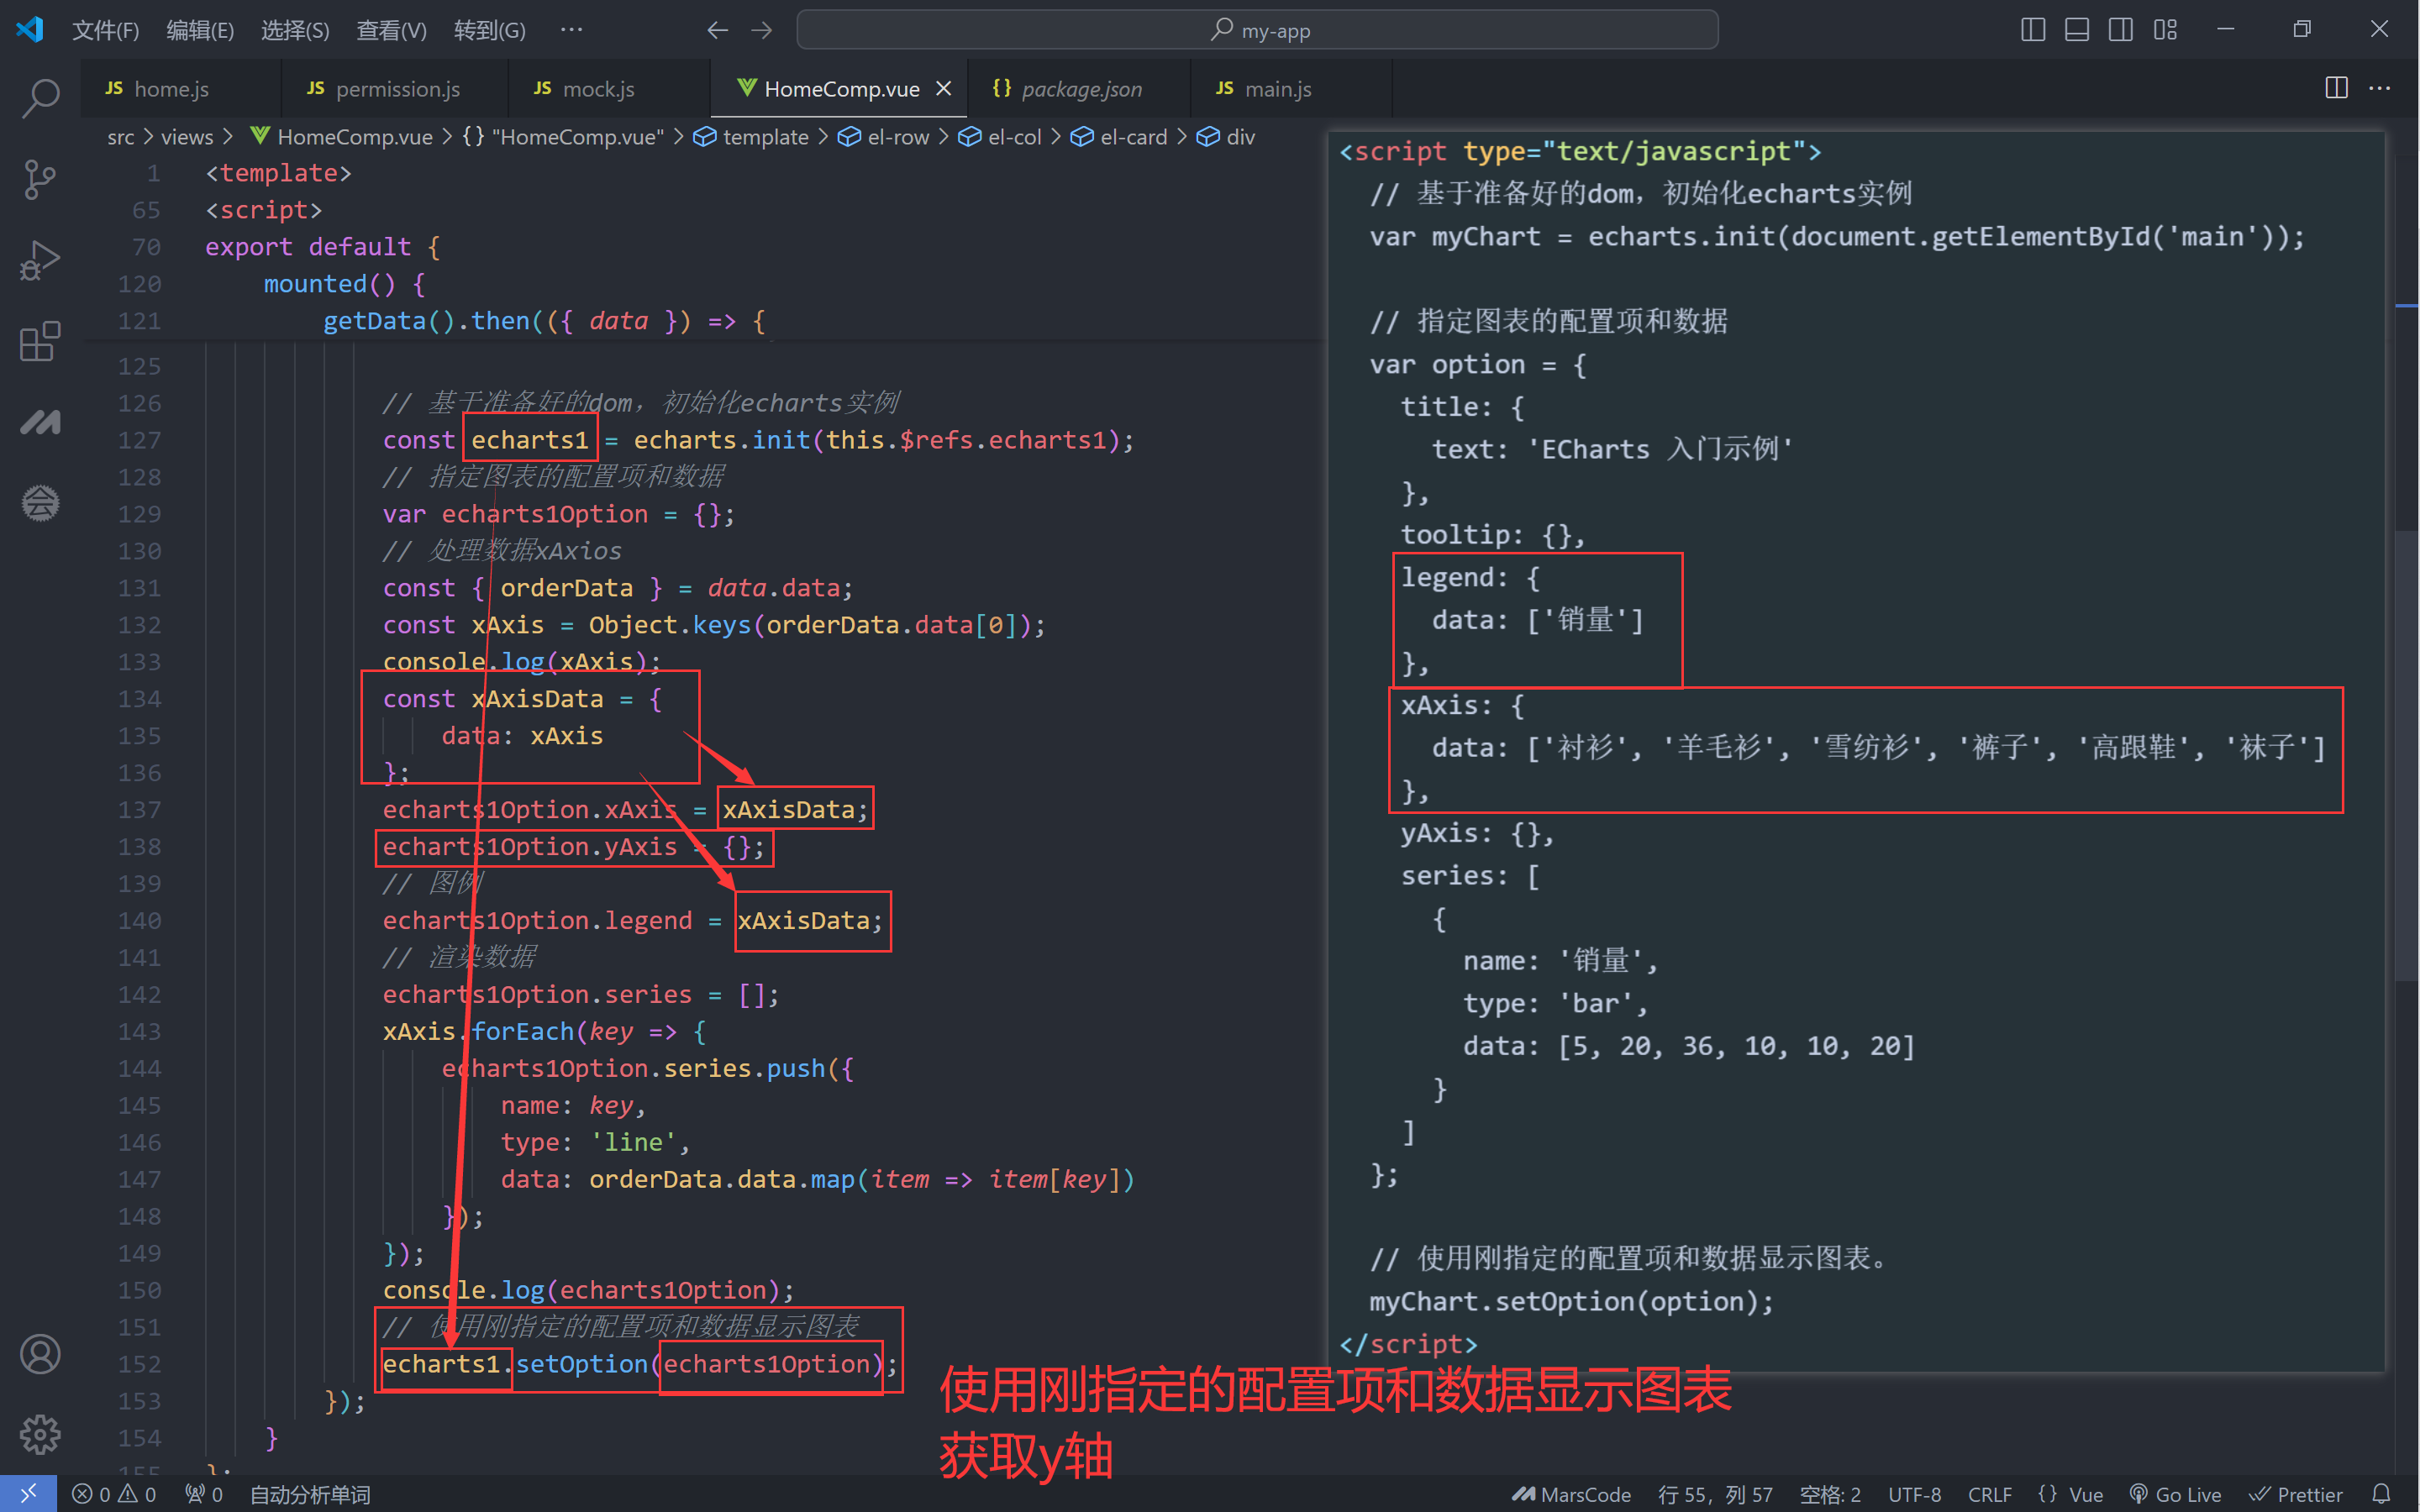 文件(F) 编辑(E) 选择(S) 查看(V) 转到(G) ··· my-app
JS home.js JS permission.js JS mock.js HomeComp.vue {} package.json JS main.js
src > views > HomeComp.vue > {} "HomeComp.vue" > template > el-row > el-col > el-card > div
1 <template>
65 <script>
70 export default {
120 mounted() {
121 getData().then(({ data }) => {
125
126 // 基于准备好的dom，初始化echarts实例
127 const echarts1 = echarts.init(this.$refs.echarts1);
128 // 指定图表的配置项和数据
129 var echarts1Option = {};
130 // 处理数据xAxios
131 const { orderData } = data.data;
132 const xAxis = Object.keys(orderData.data[0]);
133 console.log(xAxis);
134 const xAxisData = {
135 data: xAxis
136 };
137 echarts1Option.xAxis = xAxisData;
138 echarts1Option.yAxis = {};
139 // 图例
140 echarts1Option.legend = xAxisData;
141 // 渲染数据
142 echarts1Option.series = [];
143 xAxis.forEach(key => {
144 echarts1Option.series.push({
145 name: key,
146 type: 'line',
147 data: orderData.data.map(item => item[key])
148 });
149 });
150 console.log(echarts1Option);
151 // 使用刚指定的配置项和数据显示图表
152 echarts1.setOption(echarts1Option);
153 });
154 }
155 };
<script type="text/javascript">
// 基于准备好的dom，初始化echarts实例
var myChart = echarts.init(document.getElementById('main'));
// 指定图表的配置项和数据
var option = {
title: {
text: 'ECharts 入门示例'
},
tooltip: {},
legend: {
data: ['销量']
},
xAxis: {
data: ['衬衫', '羊毛衫', '雪纺衫', '裤子', '高跟鞋', '袜子']
},
yAxis: {},
series: [
{
name: '销量',
type: 'bar',
data: [5, 20, 36, 10, 10, 20]
}
]
};
// 使用刚指定的配置项和数据显示图表。
myChart.setOption(option);
</script>
使用刚指定的配置项和数据显示图表
获取y轴
会
0 0 0 自动分析单词 MarsCode 行 55，列 57 空格: 2 UTF-8 CRLF {} Vue Go Live Prettier